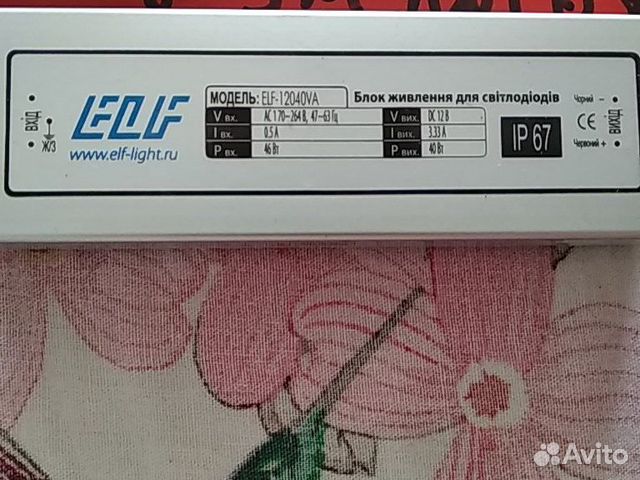 ВХІД
Ж/З
ELF
www.elf-light.ru
МОДЕЛЬ: ELF-12040VA
V вх. AC 170~264 В, 47~63 Гц V вих. DC 12 В
I вх. 0.5 А I вих. 3.33 А
P вх. 46 Вт P вих. 40 Вт
Блок живлення для світлодіодів
IP 67
Чорний −
CE
Червоний +
ВИХІД
Avito